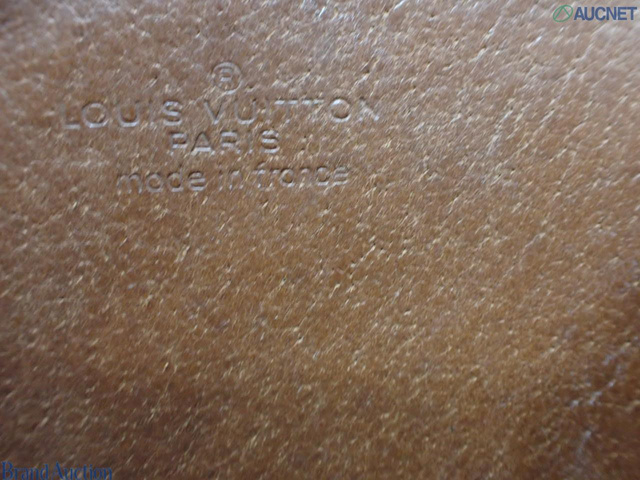 AUCNET
®
LOUIS VUITTON
PARIS
made in france
Brand Auction